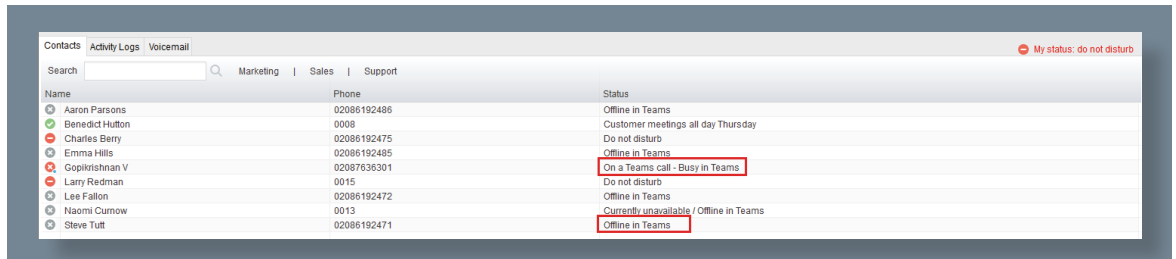 Contacts Activity Logs Voicemail My status: do not disturb
Search Marketing | Sales | Support
Name Phone Status
Aaron Parsons 02086192486 Offline in Teams
Benedict Hutton 0008 Customer meetings all day Thursday
Charles Berry 02086192475 Do not disturb
Emma Hills 02086192485 Offline in Teams
Gopikrishnan V 02087636301 On a Teams call - Busy in Teams
Larry Redman 0015 Do not disturb
Lee Fallon 02086192472 Offline in Teams
Naomi Curnow 0013 Currently unavailable / Offline in Teams
Steve Tutt 02086192471 Offline in Teams